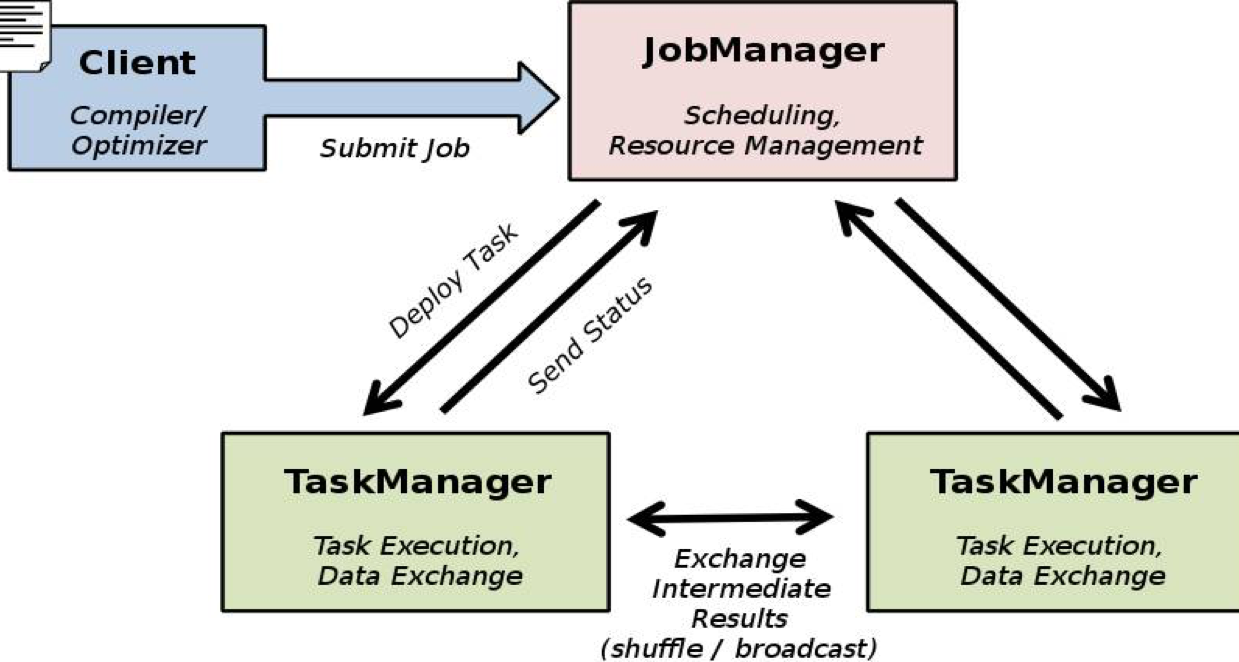 Client
Compiler/
Optimizer
Submit Job
JobManager
Scheduling,
Resource Management
Deploy Task
Send Status
TaskManager
Task Execution,
Data Exchange
Exchange
Intermediate
Results
(shuffle / broadcast)
TaskManager
Task Execution,
Data Exchange